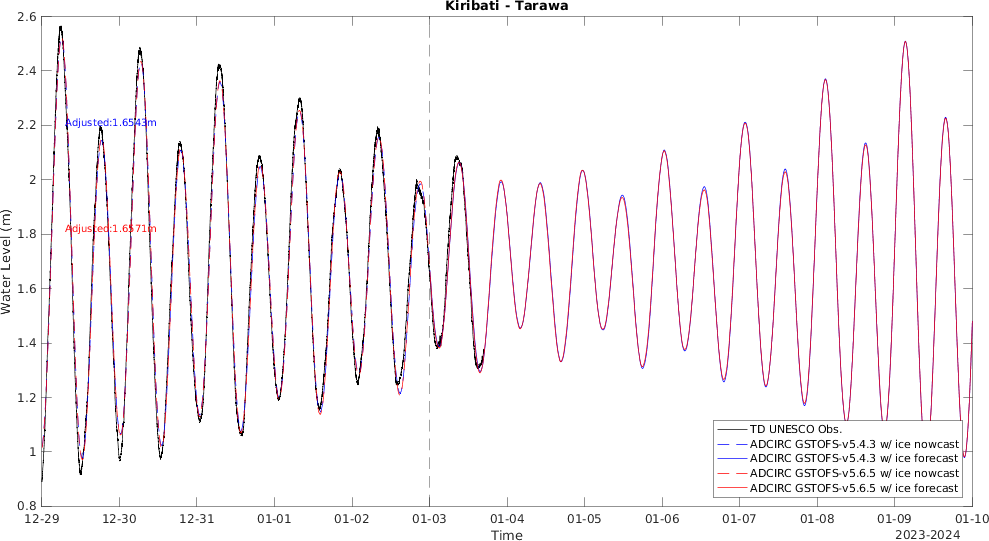 Kiribati - Tarawa
2.6
2.4
2.2
2
1.8
1.6
1.4
1.2
1
0.8
Water Level (m)
Adjusted:1.6543m
Adjusted:1.6571m
TD UNESCO Obs.
ADCIRC GSTOFS-v5.4.3 w/ ice nowcast
ADCIRC GSTOFS-v5.4.3 w/ ice forecast
ADCIRC GSTOFS-v5.6.5 w/ ice nowcast
ADCIRC GSTOFS-v5.6.5 w/ ice forecast
12-29 12-30 12-31 01-01 01-02 01-03 01-04 01-05 01-06 01-07 01-08 01-09 01-10
Time
2023-2024